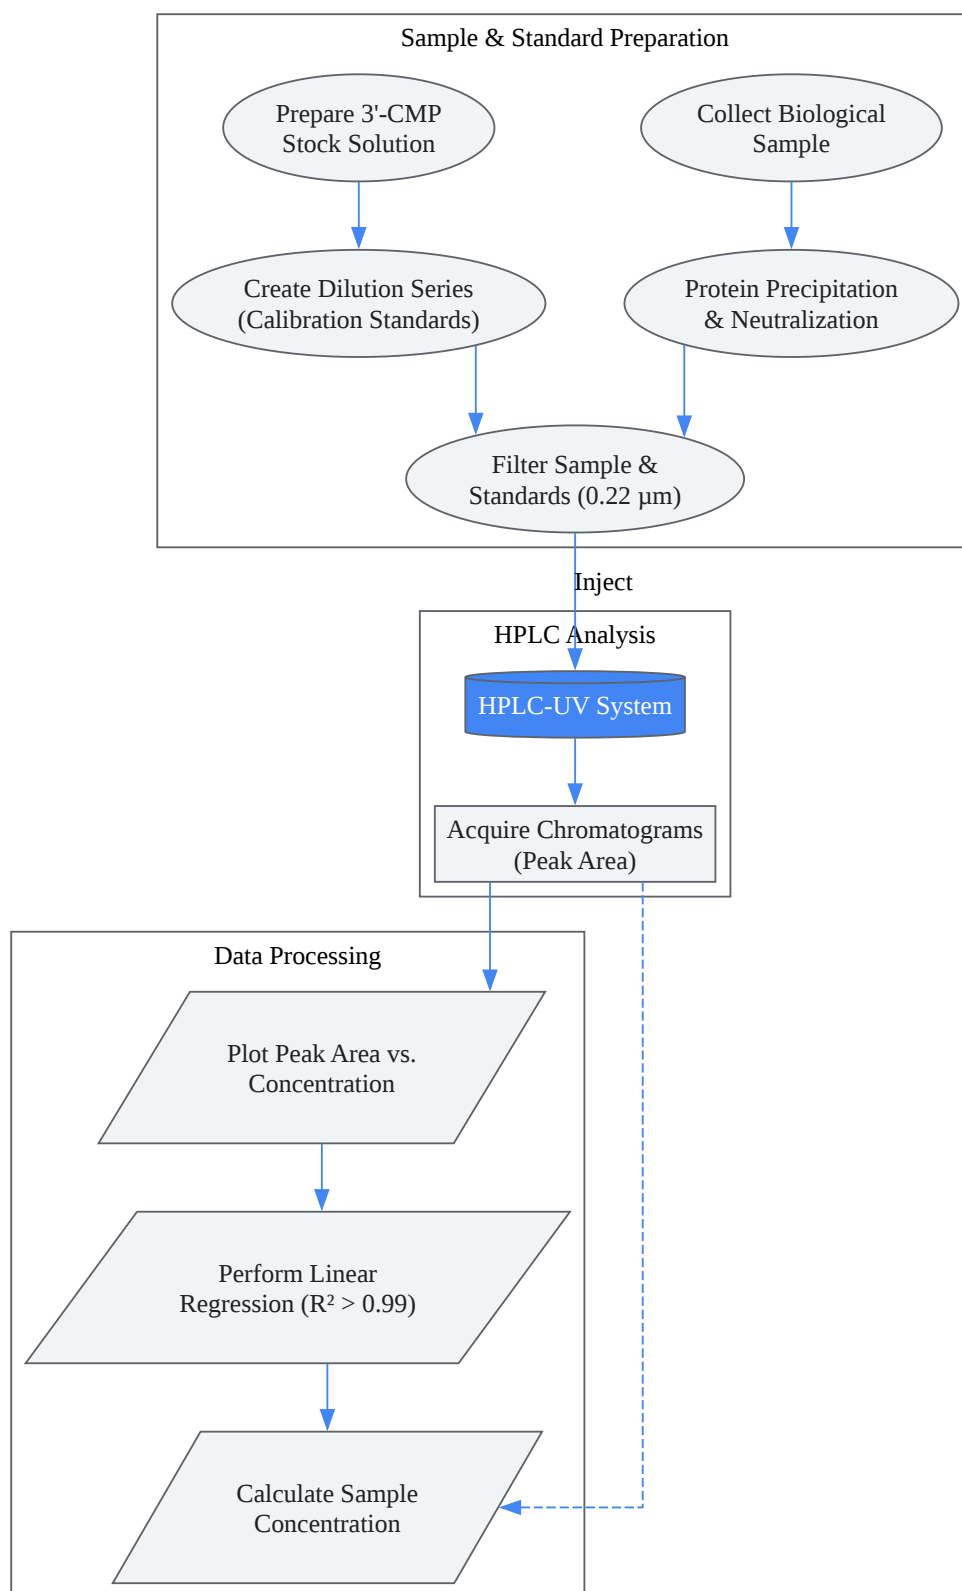 Sample & Standard Preparation
Prepare 3'-CMP
Stock Solution
Collect Biological
Sample
Create Dilution Series
(Calibration Standards)
Protein Precipitation
& Neutralization
Filter Sample &
Standards (0.22 µm)
Inject
HPLC Analysis
HPLC-UV System
Acquire Chromatograms
(Peak Area)
Data Processing
Plot Peak Area vs.
Concentration
Perform Linear
Regression (R² > 0.99)
Calculate Sample
Concentration